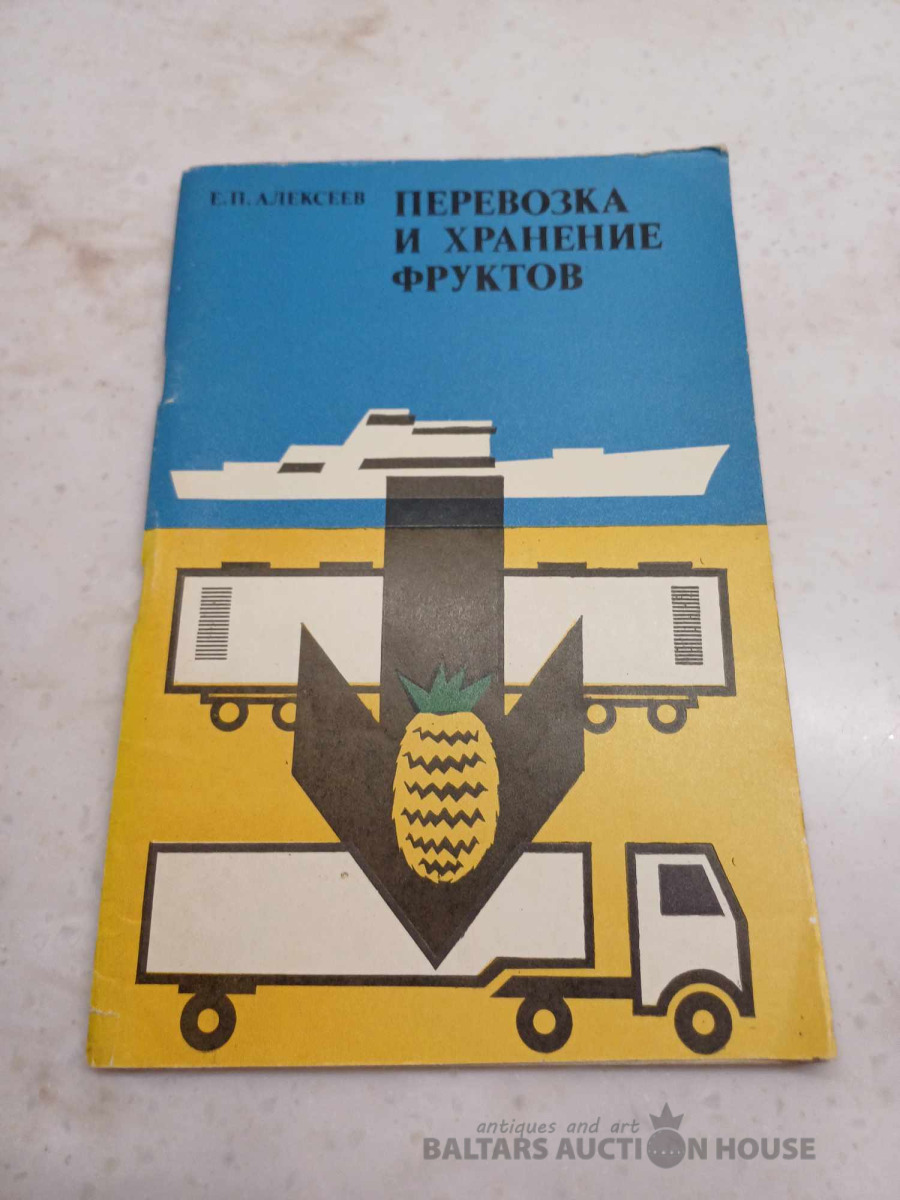 Е.П. АЛЕКСЕЕВ
ПЕРЕВОЗКА
И ХРАНЕНИЕ
ФРУКТОВ
antiques and art
BALTARS AUCTION HOUSE